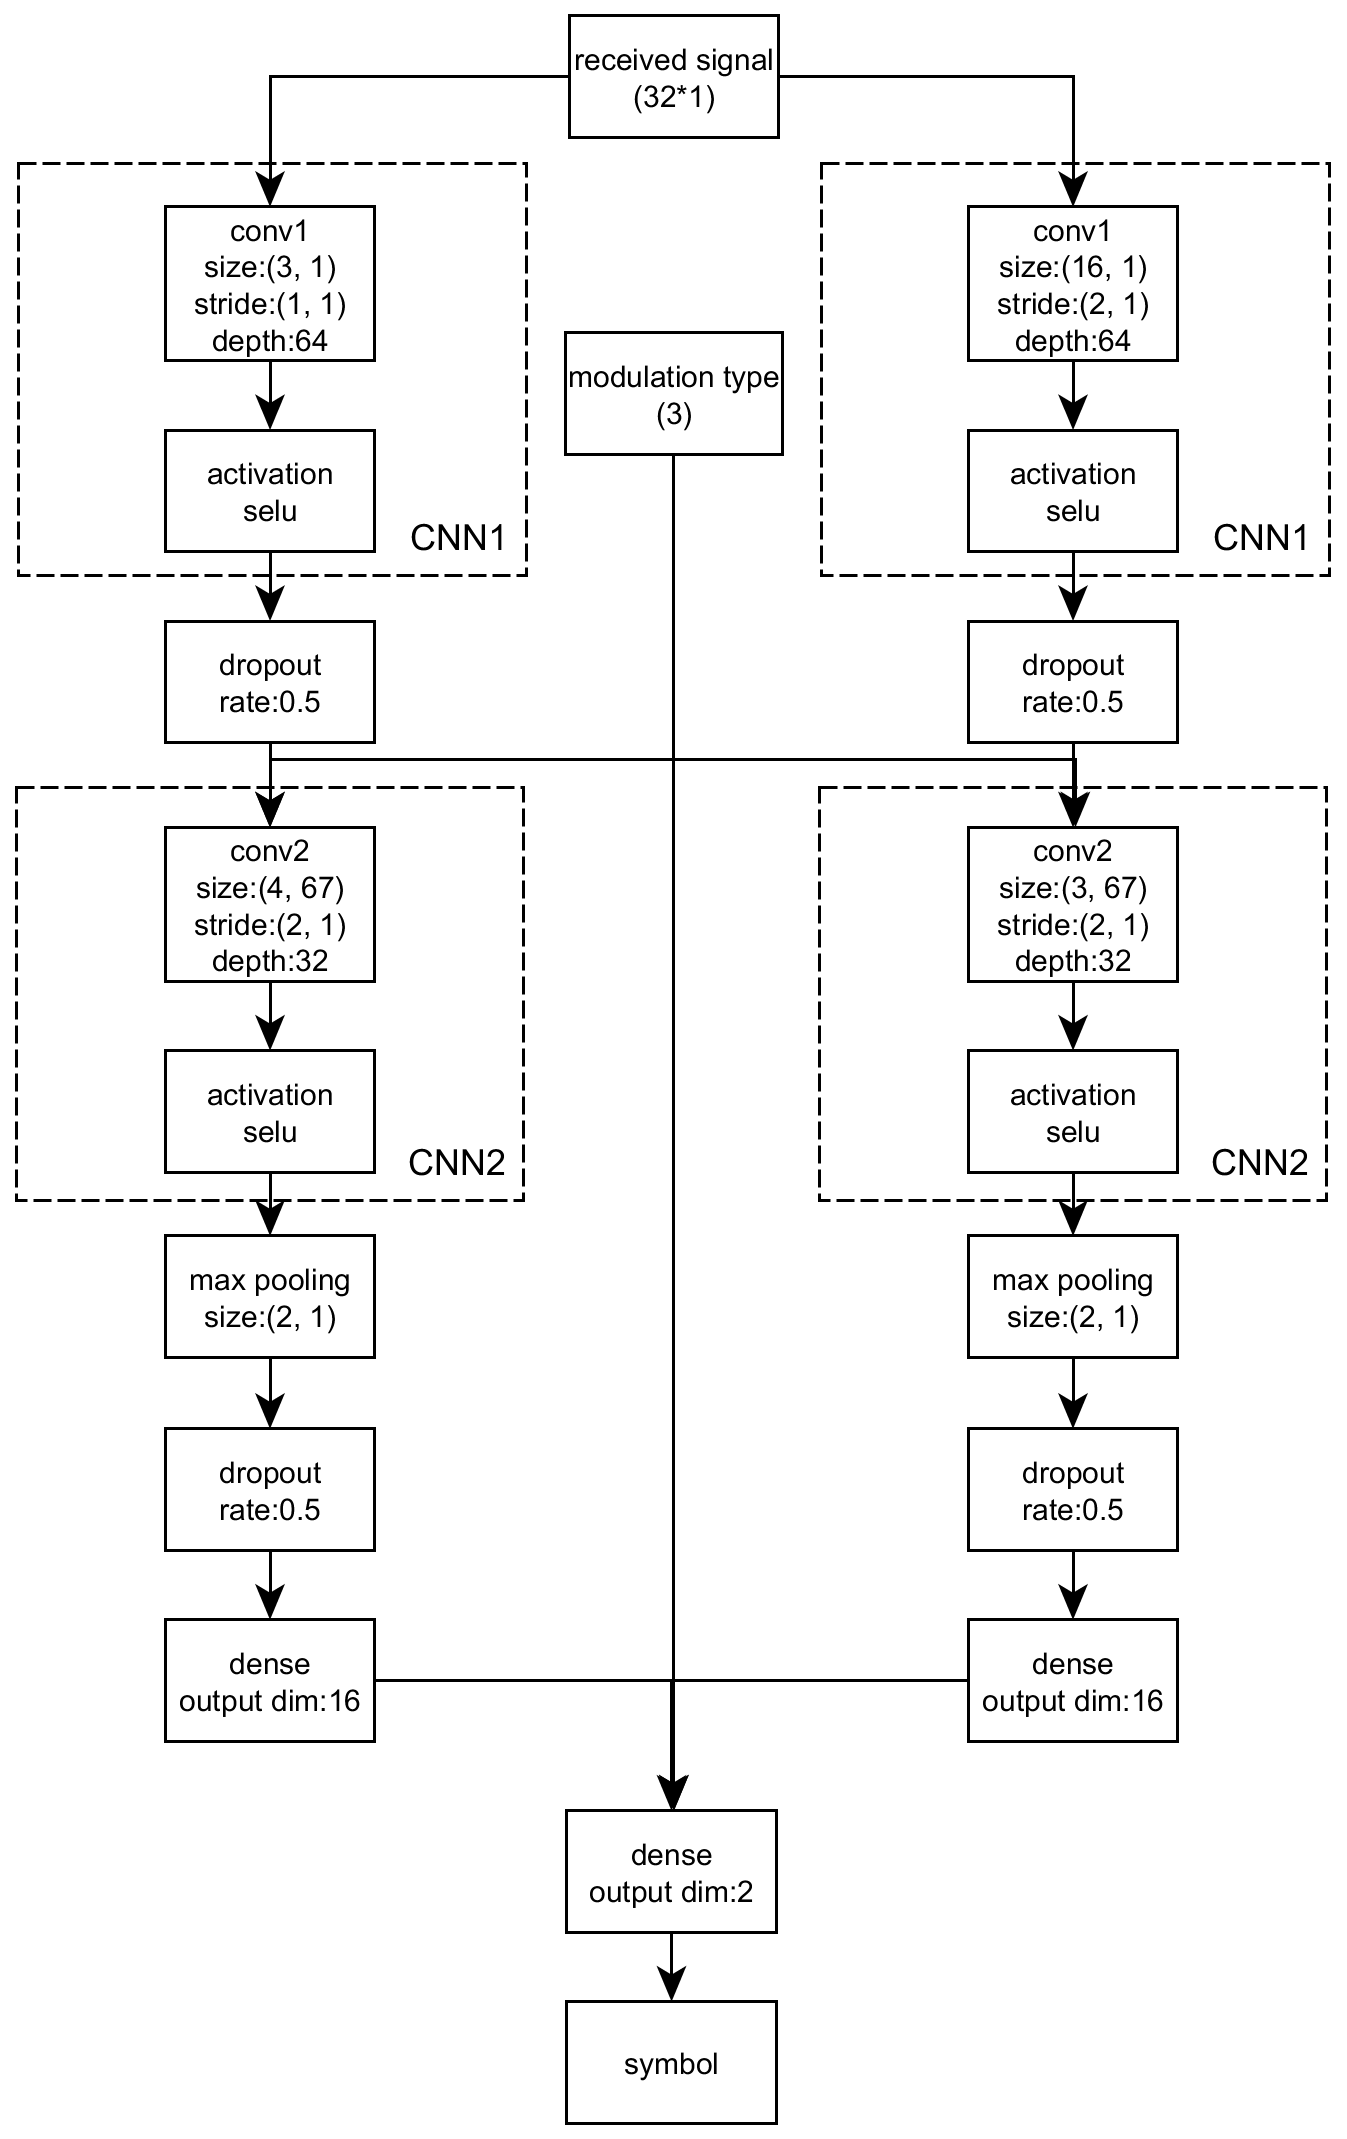 received signal
(32*1)
conv1
size:(3, 1)
stride:(1, 1)
depth:64
conv1
size:(16, 1)
stride:(2, 1)
depth:64
modulation type
(3)
activation
selu
CNN1
activation
selu
CNN1
dropout
rate:0.5
dropout
rate:0.5
conv2
size:(4, 67)
stride:(2, 1)
depth:32
conv2
size:(3, 67)
stride:(2, 1)
depth:32
activation
selu
CNN2
activation
selu
CNN2
max pooling
size:(2, 1)
max pooling
size:(2, 1)
dropout
rate:0.5
dropout
rate:0.5
dense
output dim:16
dense
output dim:16
dense
output dim:2
symbol